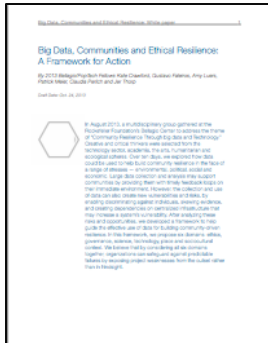 Big Data, Communities and Ethical Resilience: White paper 1
Big Data, Communities and Ethical Resilience:
A Framework for Action
By 2013 Bellagio/PopTech Fellows Kate Crawford, Gustavo Faleiros, Amy Luers,
Patrick Meier, Claudia Perlich and Jer Thorp
Draft Date: Oct. 24, 2013
In August 2013, a multidisciplinary group gathered at the
Rockefeller Foundation's Bellagio Center to address the theme
of "Community Resilience Through Big Data and Technology."
Creative and critical thinkers were selected from the
technology sector, academia, the arts, humanitarian and
ecological spheres. Over ten days, we explored how data
could be used to help build community resilience in the face of
a range of stresses — environmental, political, social and
economic. Large data collection and analysis may support
communities by providing them with timely feedback loops on
their immediate environment. However, the collection and use
of data can also create new vulnerabilities and risks, by
enabling discriminating against individuals, skewing evidence,
and creating dependencies on centralized infrastructure that
may increase a system's vulnerability. After analyzing these
risks and opportunities, we developed a framework to help
guide the effective use of data for building community-driven
resilience. In this framework, we propose six domains: ethics,
governance, science, technology, place and sociocultural
context. We believe that by considering all six domains
together, organizations can safeguard against predictable
failures by exposing project weaknesses from the outset rather
than in hindsight.